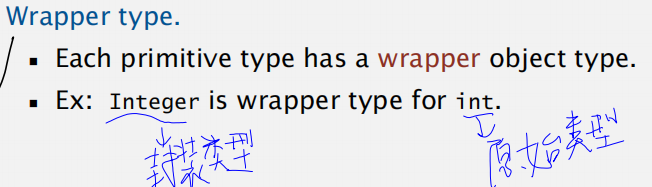 Wrapper type.
▪ Each primitive type has a wrapper object type.
▪ Ex: Integer is wrapper type for int.
封装类型
原始类型